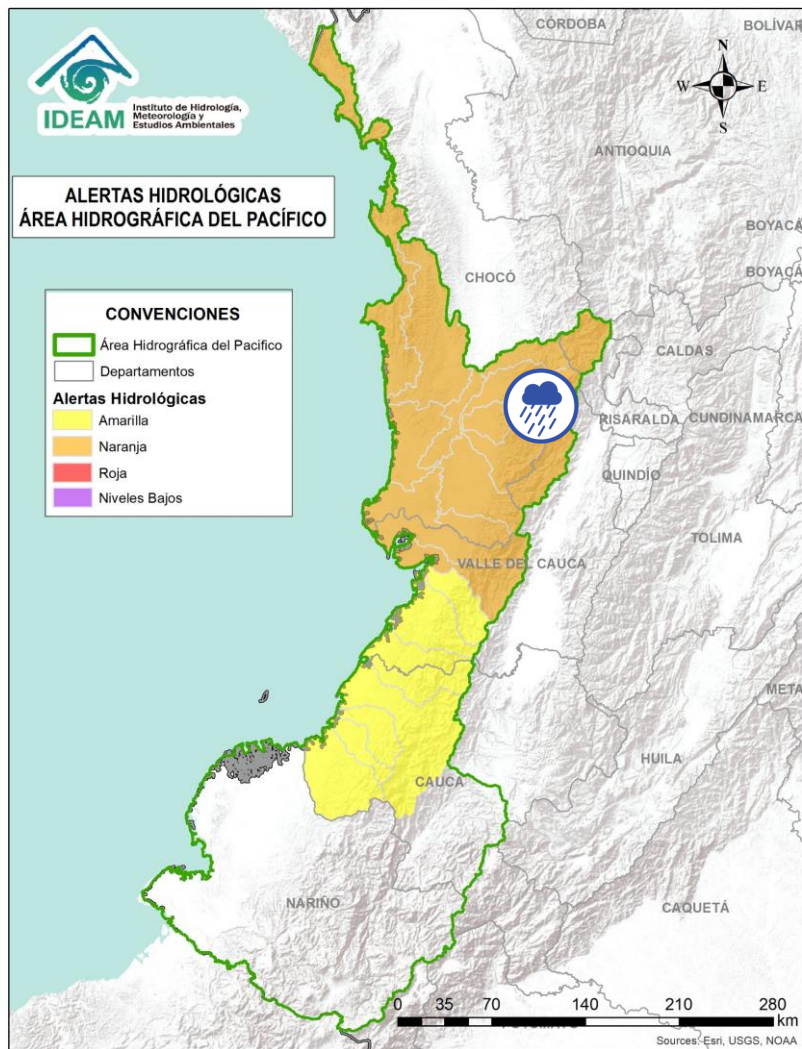 IDEAM
Instituto de Hidrología,
Meteorología y
Estudios Ambientales
ALERTAS HIDROLÓGICAS
ÁREA HIDROGRÁFICA DEL PACÍFICO
CONVENCIONES
Área Hidrográfica del Pacifico
Departamentos
Alertas Hidrológicas
Amarilla
Naranja
Roja
Niveles Bajos
CÓRDOBA
BOLÍVAR
N
W
E
S
ANTIOQUIA
BOYACÁ
BOYACÁ
CHOCÓ
CALDAS
RISARALDA
CUNDINAMARCA
QUINDÍO
TOLIMA
VALLE DEL CAUCA
META
HUILA
CAUCA
NARIÑO
CAQUETÁ
0 35 70 140 210 280
km
Sources: Esri, USGS, NOAA